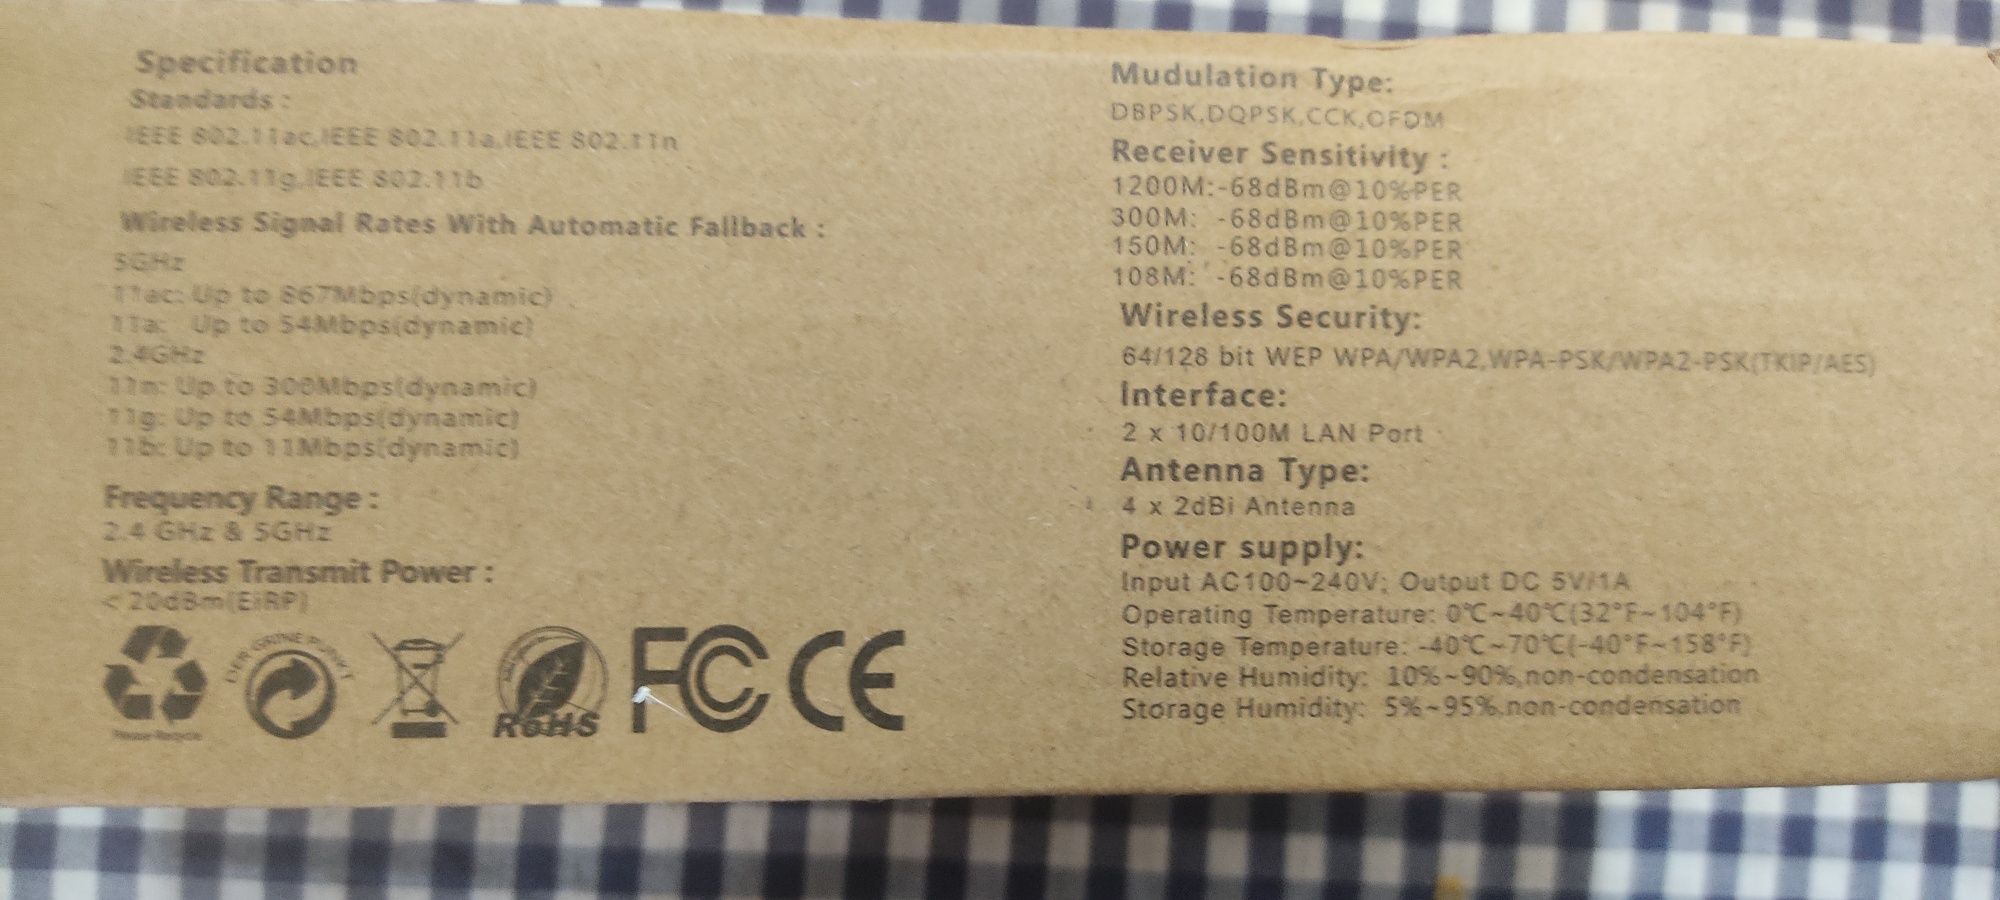 Specification
Standards :
IEEE 802.11ac,IEEE 802.11a,IEEE 802.11n
IEEE 802.11g,IEEE 802.11b
Wireless Signal Rates With Automatic Fallback :
5GHz
11ac: Up to 867Mbps(dynamic)
11a: Up to 54Mbps(dynamic)
2.4GHz
11n: Up to 300Mbps(dynamic)
11g: Up to 54Mbps(dynamic)
11b: Up to 11Mbps(dynamic)
Frequency Range :
2.4 GHz & 5GHz
Wireless Transmit Power :
< 20dBm(EIRP)
Please Recycle
DER GRÜNE PUNKT
RoHS
FC CE
Mudulation Type:
DBPSK,DQPSK,CCK,OFDM
Receiver Sensitivity :
1200M:-68dBm@10%PER
300M: -68dBm@10%PER
150M: -68dBm@10%PER
108M: -68dBm@10%PER
Wireless Security:
64/128 bit WEP WPA/WPA2,WPA-PSK/WPA2-PSK(TKIP/AES)
Interface:
2 x 10/100M LAN Port
Antenna Type:
4 x 2dBi Antenna
Power supply:
Input AC100~240V; Output DC 5V/1A
Operating Temperature: 0℃~40℃(32°F~104°F)
Storage Temperature: -40℃~70℃(-40°F~158°F)
Relative Humidity: 10%~90%,non-condensation
Storage Humidity: 5%~95%,non-condensation